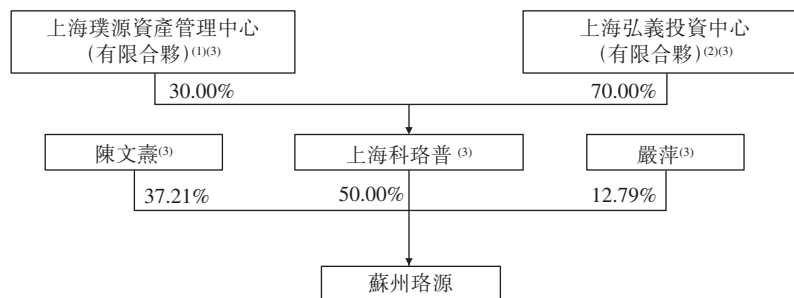 上海璞源資產管理中心
(有限合夥)(1)(3)
上海弘義投資中心
(有限合夥)(2)(3)
30.00%
70.00%
陳文燾(3)
上海科珞普 (3)
嚴萍(3)
37.21%
50.00%
12.79%
蘇州珞源